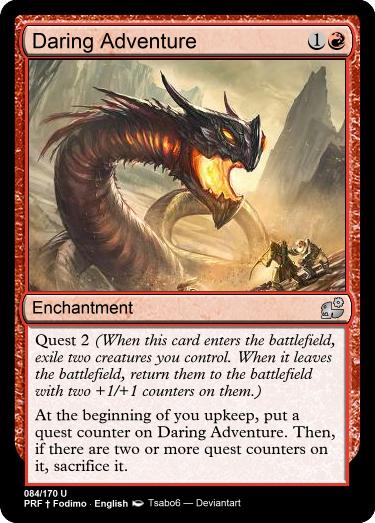 Daring Adventure 1
Enchantment
Quest 2 (When this card enters the battlefield,
exile two creatures you control. When it leaves
the battlefield, return them to the battlefield
with two +1/+1 counters on them.)
At the beginning of you upkeep, put a
quest counter on Daring Adventure. Then,
if there are two or more quest counters on
it, sacrifice it.
084/170 U
PRF † Fodimo · English Tsabo6 — Deviantart